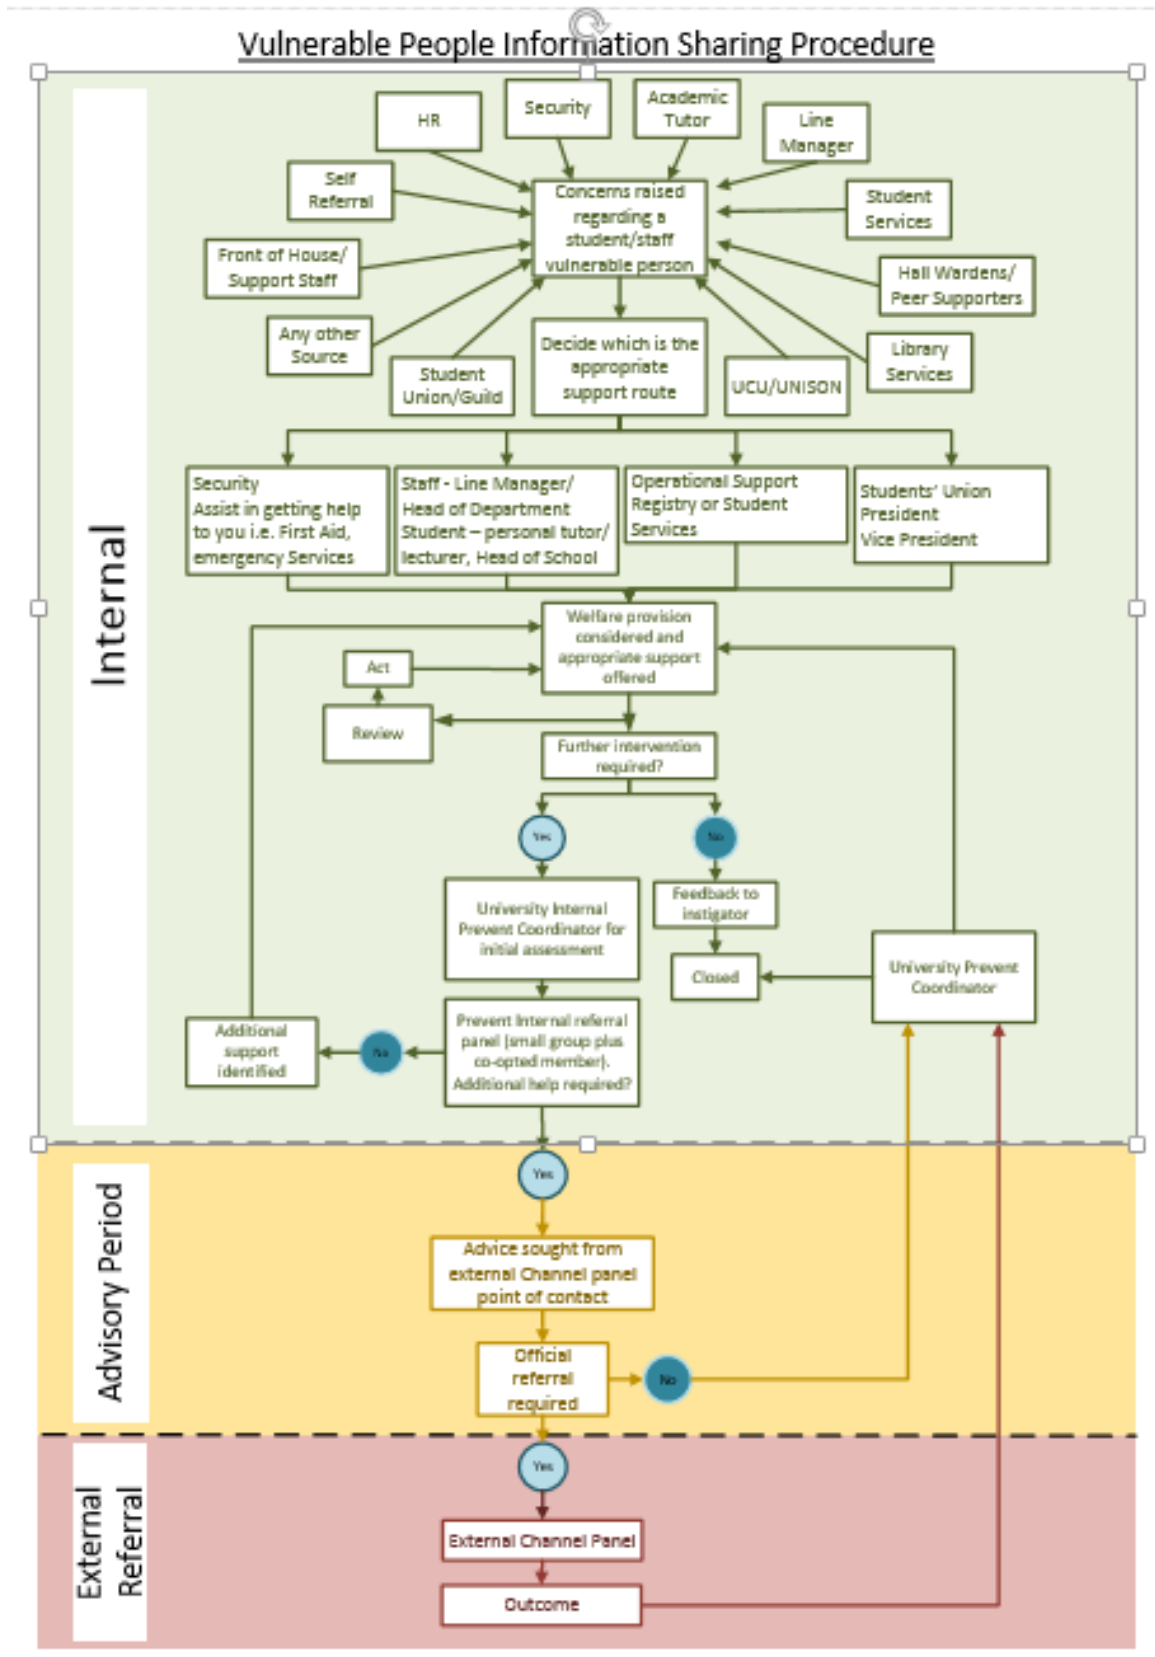 Vulnerable People Information Sharing Procedure
Internal
HR
Security
Academic
Tutor
Line
Manager
Self
Referral
Concerns raised
regarding a
student/staff
vulnerable person
Student
Services
Front of House/
Support Staff
Hall Wardens/
Peer Supporters
Any other
Source
Student
Union/Guild
Decide which is the
appropriate
support route
UCU/UNISON
Library
Services
Security
Assist in getting help
to you i.e. First Aid,
emergency Services
Staff - Line Manager/
Head of Department
Student – personal tutor/
lecturer, Head of School
Operational Support
Registry or Student
Services
Students' Union
President
Vice President
Welfare provision
considered and
appropriate support
offered
Act
Review
Further intervention
required?
Yes
No
University Internal
Prevent Coordinator for
initial assessment
Feedback to
instigator
Closed
University Prevent
Coordinator
Prevent Internal referral
panel (small group plus
co-opted member).
Additional help required?
No
Additional
support
identified
Advisory Period
Yes
Advice sought from
external Channel panel
point of contact
Official
referral
required
No
External
Referral
Yes
External Channel Panel
Outcome